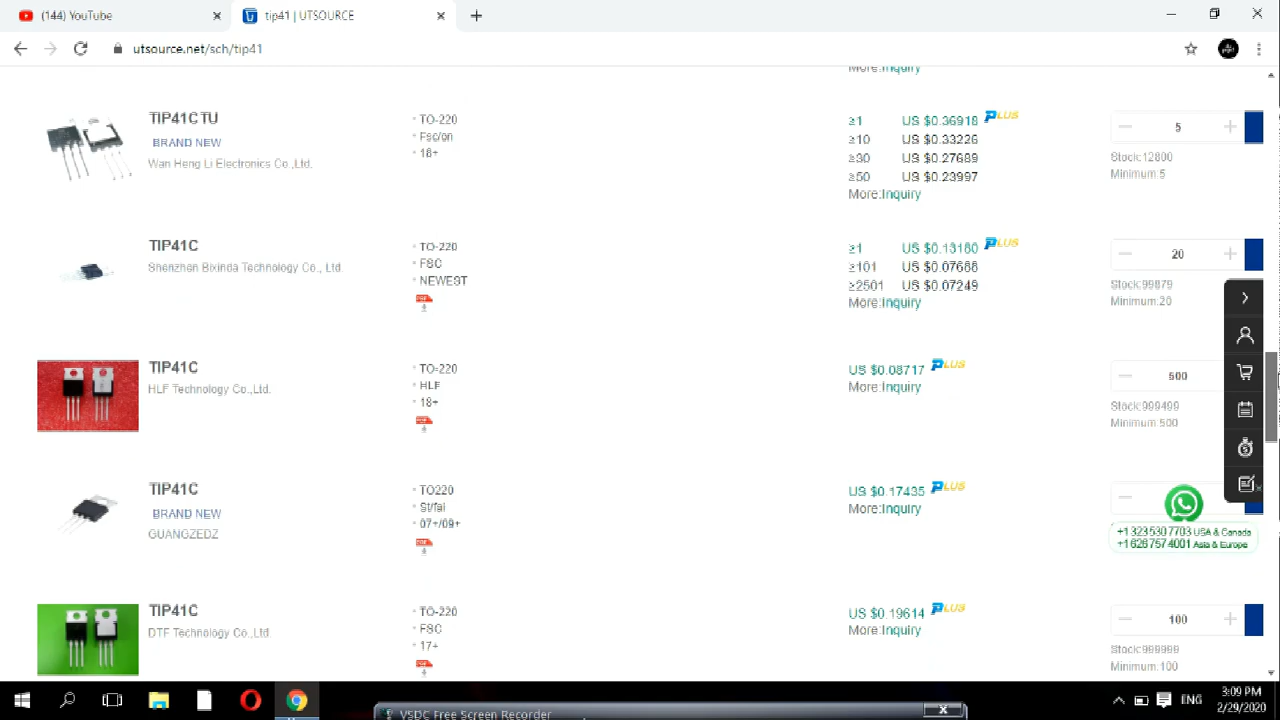 (144) YouTube
tip41 | UTSOURCE
utsource.net/sch/tip41
More:Inquiry
TIP41CTU
BRAND NEW
Wan Heng Li Electronics Co.,Ltd.
TO-220
Fsc/on
18+
≥1 US $0.36918 PLUS
≥10 US $0.33226
≥30 US $0.27689
≥50 US $0.23997
More:Inquiry
5
Stock:12800
Minimum:5
TIP41C
Shenzhen Bixinda Technology Co., Ltd
TO-220
FSC
NEWEST
PDF
≥1 US $0.13180 PLUS
≥101 US $0.07688
≥2501 US $0.07249
More:Inquiry
20
Stock:99879
Minimum:20
TIP41C
HLF Technology Co.,Ltd.
TO-220
HLF
18+
PDF
US $0.08717 PLUS
More:Inquiry
500
Stock:999499
Minimum:500
TIP41C
BRAND NEW
GUANGZEDZ
TO220
St/fai
07+/09+
PDF
US $0.17435 PLUS
More:Inquiry
+13235307703 USA & Canada
+16267574001 Asia & Europe
TIP41C
DTF Technology Co.,Ltd.
TO-220
FSC
17+
PDF
US $0.19614 PLUS
More:Inquiry
100
Stock:999999
Minimum:100
VSDC Free Screen Recorder
ENG
3:09 PM
2/29/2020